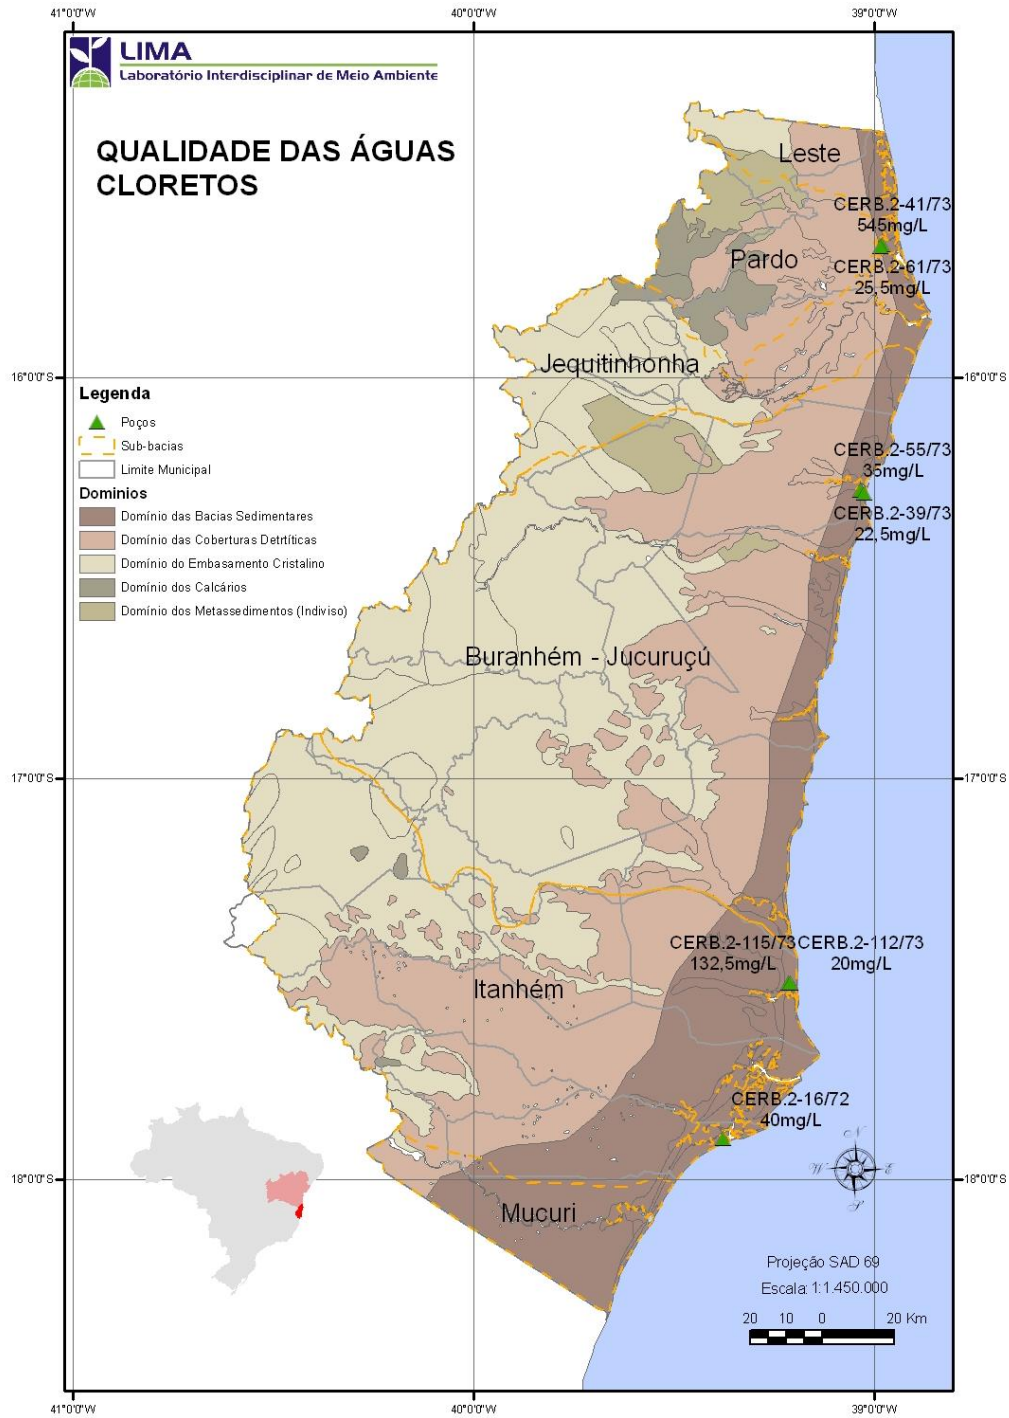 41°0'0"W
40°0'0"W
39°0'0"W
LIMA
Laboratório Interdisciplinar de Meio Ambiente
QUALIDADE DAS ÁGUAS
CLORETOS
Leste
CERB.2-41/73
545mg/L
Pardo
CERB.2-61/73
25,5mg/L
Jequitinhonha
16°0'0"S
16°0'0"S
Legenda
Poços
Sub-bacias
Limite Municipal
Domínios
Domínio das Bacias Sedimentares
Domínio das Coberturas Detríticas
Domínio do Embasamento Cristalino
Domínio dos Calcários
Domínio dos Metassedimentos (Indiviso)
CERB.2-55/73
35mg/L
CERB.2-39/73
22,5mg/L
Buranhém - Jucuruçú
17°0'0"S
17°0'0"S
CERB.2-115/73
132,5mg/L
CERB.2-112/73
20mg/L
Itanhém
CERB.2-16/72
40mg/L
N
W
E
S
18°0'0"S
18°0'0"S
Mucuri
Projeção SAD 69
Escala: 1:1.450.000
20 10 0 20 Km
41°0'0"W
40°0'0"W
39°0'0"W